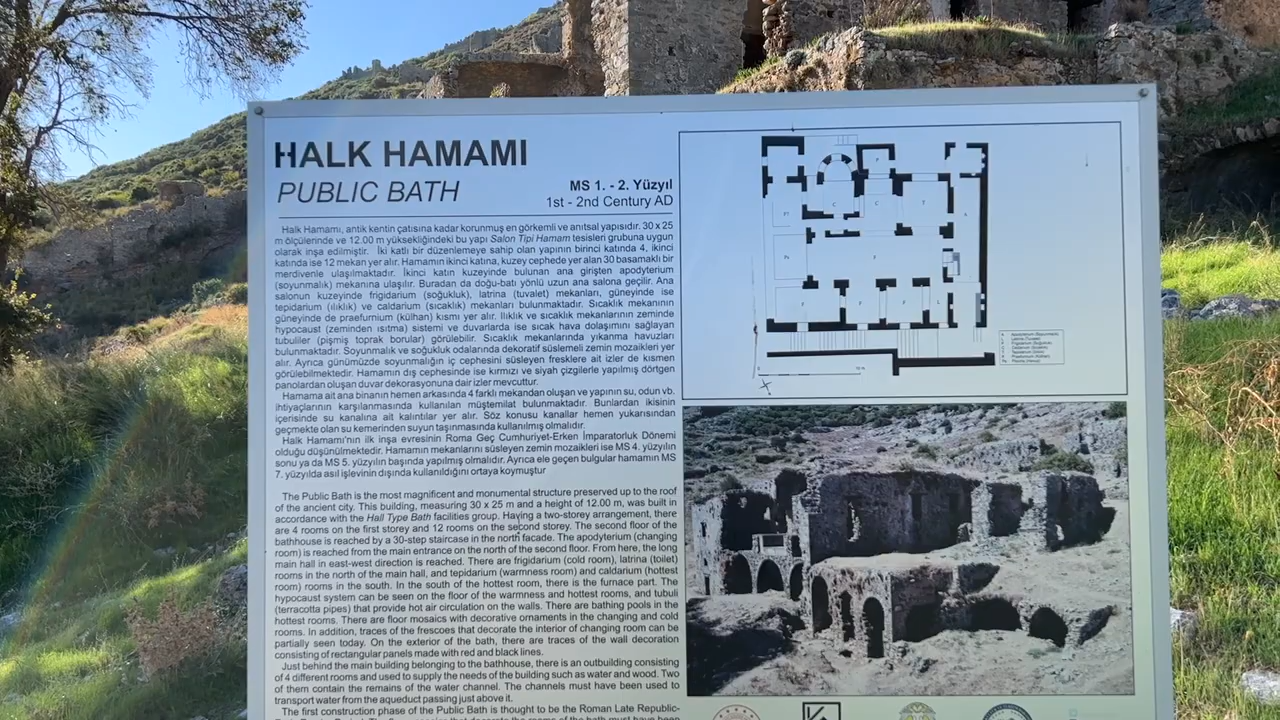 HALK HAMAMI
PUBLIC BATH
MS 1. - 2. Yüzyıl
1st - 2nd Century AD
Halk Hamamı, antik kentin çatısına kadar korunmuş en görkemli ve anıtsal yapısıdır. 30 x 25
m ölçülerinde ve 12.00 m yüksekliğindeki bu yapı Salon Tipi Hamam tesisleri grubuna uygun
olarak inşa edilmiştir. İki katlı bir düzenlemeye sahip olan yapının birinci katında 4, ikinci
katında ise 12 mekan yer alır. Hamamın ikinci katına, kuzey cephede yer alan 30 basamaklı bir
merdivenle ulaşılmaktadır. İkinci katın kuzeyinde bulunan ana girişten apodyterium
(soyunmalık) mekanına ulaşılır. Buradan da doğu-batı yönlü uzun ana salona geçilir. Ana
salonun kuzeyinde frigidarium (soğukluk), latrina (tuvalet) mekanları, güneyinde ise
tepidarium (ılıklık) ve caldarium (sıcaklık) mekanları bulunmaktadır. Sıcaklık mekanının
güneyinde de praefurnium (külhan) kısmı yer alır. Ilıklık ve sıcaklık mekanlarının zeminde
hypocaust (zeminden ısıtma) sistemi ve duvarlarda ise sıcak hava dolaşımını sağlayan
tubuliler (pişmiş toprak borular) görülebilir. Sıcaklık mekanlarında yıkanma havuzları
bulunmaktadır. Soyunmalık ve soğukluk odalarında dekoratif süslemeli zemin mozaikleri yer
alır. Ayrıca günümüzde soyunmalığın iç cephesini süsleyen fresklere ait izler de kısmen
görülebilmektedir. Hamamın dış cephesinde ise kırmızı ve siyah çizgilerle yapılmış dörtgen
panolardan oluşan duvar dekorasyonuna dair izler mevcuttur.
Hamama ait ana binanın hemen arkasında 4 farklı mekandan oluşan ve yapının su, odun vb.
ihtiyaçlarının karşılanmasında kullanılan müştemilat bulunmaktadır. Bunlardan ikisinin
içerisinde su kanalına ait kalıntılar yer alır. Söz konusu kanallar hemen yukarısından
geçmekte olan su kemerinden suyun taşınmasında kullanılmış olmalıdır.
Halk Hamamı'nın ilk inşa evresinin Roma Geç Cumhuriyet-Erken İmparatorluk Dönemi
olduğu düşünülmektedir. Hamamın mekanlarını süsleyen zemin mozaikleri ise MS 4. yüzyılın
sonu ya da MS 5. yüzyılın başında yapılmış olmalıdır. Ayrıca ele geçen bulgular hamamın MS
7. yüzyılda asıl işlevinin dışında kullanıldığını ortaya koymuştur
The Public Bath is the most magnificent and monumental structure preserved up to the roof
of the ancient city. This building, measuring 30 x 25 m and a height of 12.00 m, was built in
accordance with the Hall Type Bath facilities group. Having a two-storey arrangement, there
are 4 rooms on the first storey and 12 rooms on the second storey. The second floor of the
bathhouse is reached by a 30-step staircase in the north facade. The apodyterium (changing
room) is reached from the main entrance on the north of the second floor. From here, the long
main hall in east-west direction is reached. There are frigidarium (cold room), latrina (toilet)
rooms in the north of the main hall, and tepidarium (warmness room) and caldarium (hottest
room) rooms in the south. In the south of the hottest room, there is the furnace part. The
hypocaust system can be seen on the floor of the warmness and hottest rooms, and tubuli
(terracotta pipes) that provide hot air circulation on the walls. There are bathing pools in the
hottest rooms. There are floor mosaics with decorative ornaments in the changing and cold
rooms. In addition, traces of the frescoes that decorate the interior of changing room can be
partially seen today. On the exterior of the bath, there are traces of the wall decoration
consisting of rectangular panels made with red and black lines.
Just behind the main building belonging to the bathhouse, there is an outbuilding consisting
of 4 different rooms and used to supply the needs of the building such as water and wood. Two
of them contain the remains of the water channel. The channels must have been used to
transport water from the aqueduct passing just above it.
The first construction phase of the Public Bath is thought to be the Roman Late Republic-